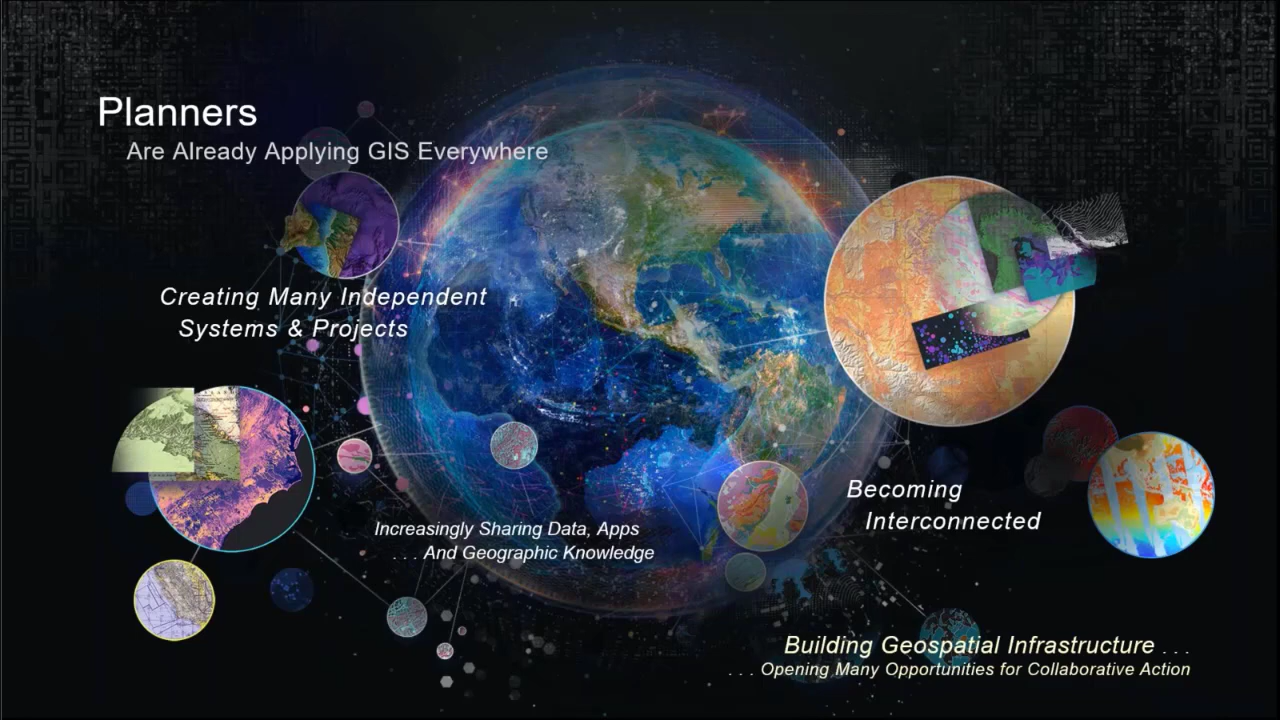 Planners
Are Already Applying GIS Everywhere
Creating Many Independent
Systems & Projects
Increasingly Sharing Data, Apps
. . . And Geographic Knowledge
Becoming
Interconnected
Building Geospatial Infrastructure . . .
. . . Opening Many Opportunities for Collaborative Action